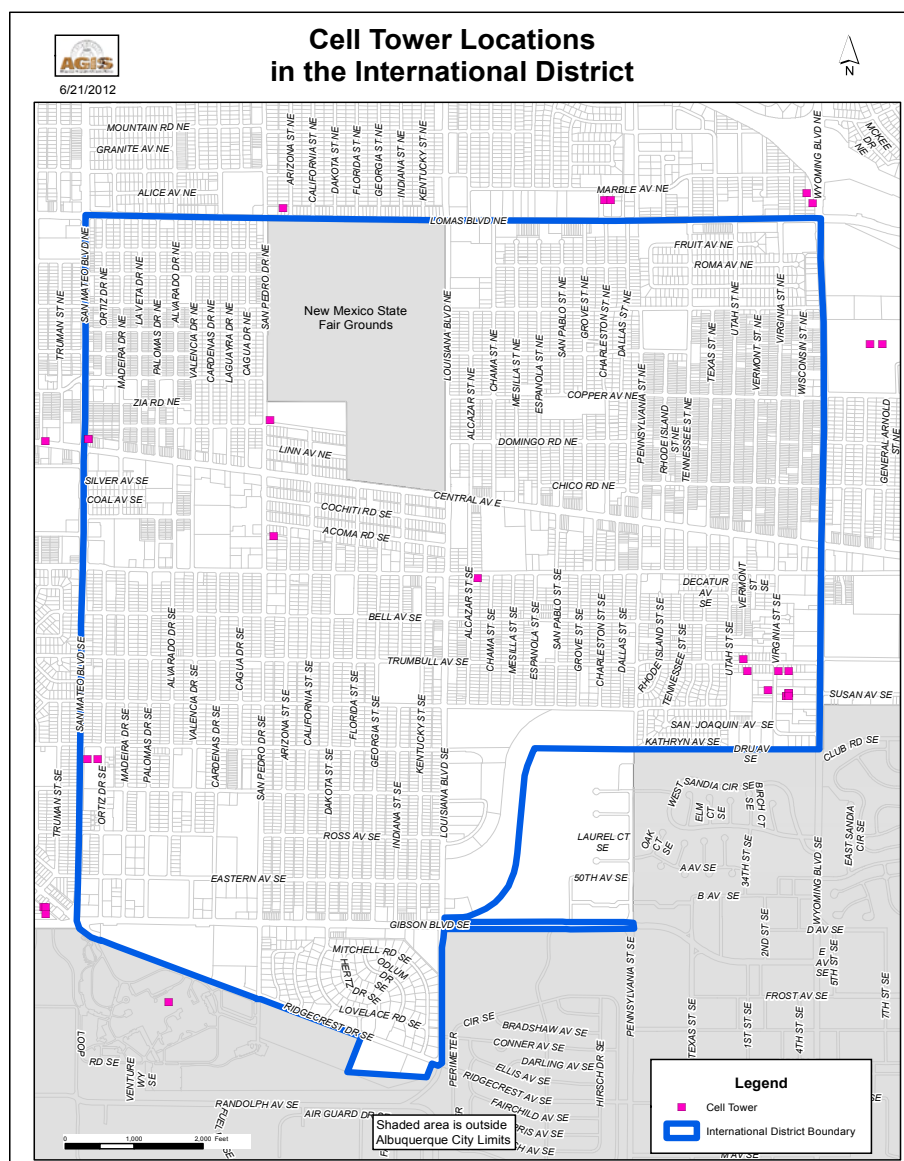 Cell Tower Locations
in the International District
AGIS
6/21/2012
N
MOUNTAIN RD NE
GRANITE AV NE
ALICE AV NE
ARIZONA ST NE
CALIFORNIA ST NE
DAKOTA ST NE
FLORIDA ST NE
GEORGIA ST NE
INDIANA ST NE
KENTUCKY ST NE
MARBLE AV NE
WYOMING BLVD NE
MCKEE
DR
NE
LOMAS BLVD NE
TRUMAN ST NE
SAN MATEO BLVD NE
ORTIZ DR NE
MADEIRA DR NE
LA VETA DR NE
PALOMAS DR NE
ALVARADO DR NE
VALENCIA DR NE
CARDENAS DR NE
LAGUAYRA DR NE
CAGUA DR NE
SAN PEDRO DR NE
New Mexico State
Fair Grounds
LOUISIANA BLVD NE
ALCAZAR ST NE
CHAMA ST NE
MESILLA ST NE
ESPANOLA ST NE
SAN PABLO ST NE
GROVE ST NE
CHARLESTON ST NE
DALLAS ST NE
FRUIT AV NE
ROMA AV NE
PENNSYLVANIA ST NE
RHODE ISLAND
ST NE
TENNESSEE ST NE
TEXAS ST NE
UTAH ST NE
VERMONT ST NE
VIRGINIA ST NE
WISCONSIN ST NE
GENERAL ARNOLD
ST NE
ZIA RD NE
COPPER AV NE
DOMINGO RD NE
LINN AV NE
SILVER AV SE
COAL AV SE
CHICO RD NE
CENTRAL AV E
COCHITI RD SE
ACOMA RD SE
DECATUR
AV
SE
VERMONT
ST
SE
BELL AV SE
TRUMBULL AV SE
ALCAZAR ST SE
CHAMA ST SE
MESILLA ST SE
ESPANOLA ST SE
SAN PABLO ST SE
GROVE ST SE
CHARLESTON ST SE
DALLAS ST SE
RHODE ISLAND ST SE
TENNESSEE ST SE
UTAH ST SE
VIRGINIA ST SE
SUSAN AV SE
SAN JOAQUIN AV SE
KATHRYN AV SE
DRU AV
SE
CLUB RD SE
SAN MATEO BLVD SE
TRUMAN ST SE
ORTIZ DR SE
MADEIRA DR SE
PALOMAS DR SE
ALVARADO DR SE
VALENCIA DR SE
CARDENAS DR SE
CAGUA DR SE
SAN PEDRO DR SE
ARIZONA ST SE
CALIFORNIA ST SE
DAKOTA ST SE
FLORIDA ST SE
GEORGIA ST SE
INDIANA ST SE
KENTUCKY ST SE
LOUISIANA BLVD SE
ROSS AV SE
EASTERN AV SE
WEST
SANDIA CIR SE
ELM
CT
SE
BIRCH CT
SE
OAK
CT
SE
LAUREL CT
SE
50TH AV SE
A AV SE
B AV SE
34TH ST SE
WYOMING BLVD SE
EAST SANDIA
CIR SE
GIBSON BLVD SE
MITCHELL RD SE
ODLUM
DR
SE
HERTZ
DR SE
LOVELACE RD SE
RIDGECREST DR SE
2ND ST SE
D AV SE
E
AV
SE
5TH ST SE
FROST AV SE
7TH ST SE
PENNSYLVANIA ST SE
TEXAS ST SE
1ST ST SE
4TH ST SE
LOOP
RD SE
VENTURE
WY
SE
PERIMETER
CIR SE
BRADSHAW AV SE
CONNER AV SE
DARLING AV SE
ELLIS AV SE
RIDGECREST AV SE
FAIRCHILD AV SE
HIRSCH DR SE
RANDOLPH AV SE
AIR GUARD DR SE
Shaded area is outside
Albuquerque City Limits
0 1,000 2,000 Feet
Legend
Cell Tower
International District Boundary
M AV SE